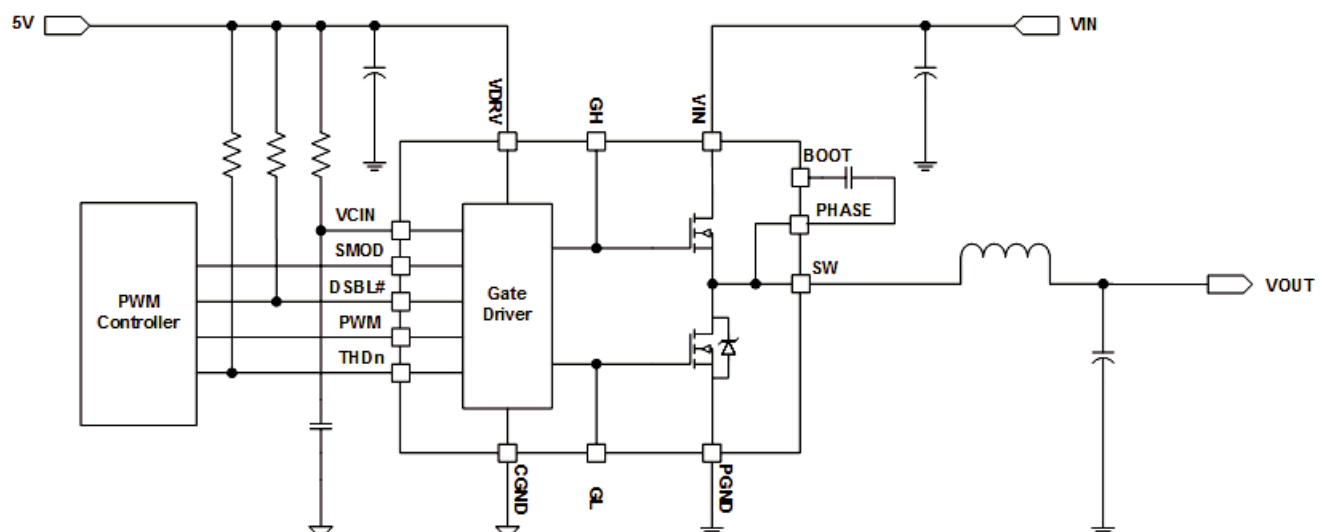 5V
VIN
VDRV
GH
VIN
BOOT
PHASE
VCIN
SMOD
SW
DSBL#
PWM
Controller
Gate
Driver
VOUT
PWM
THDn
CGND
GL
PGND